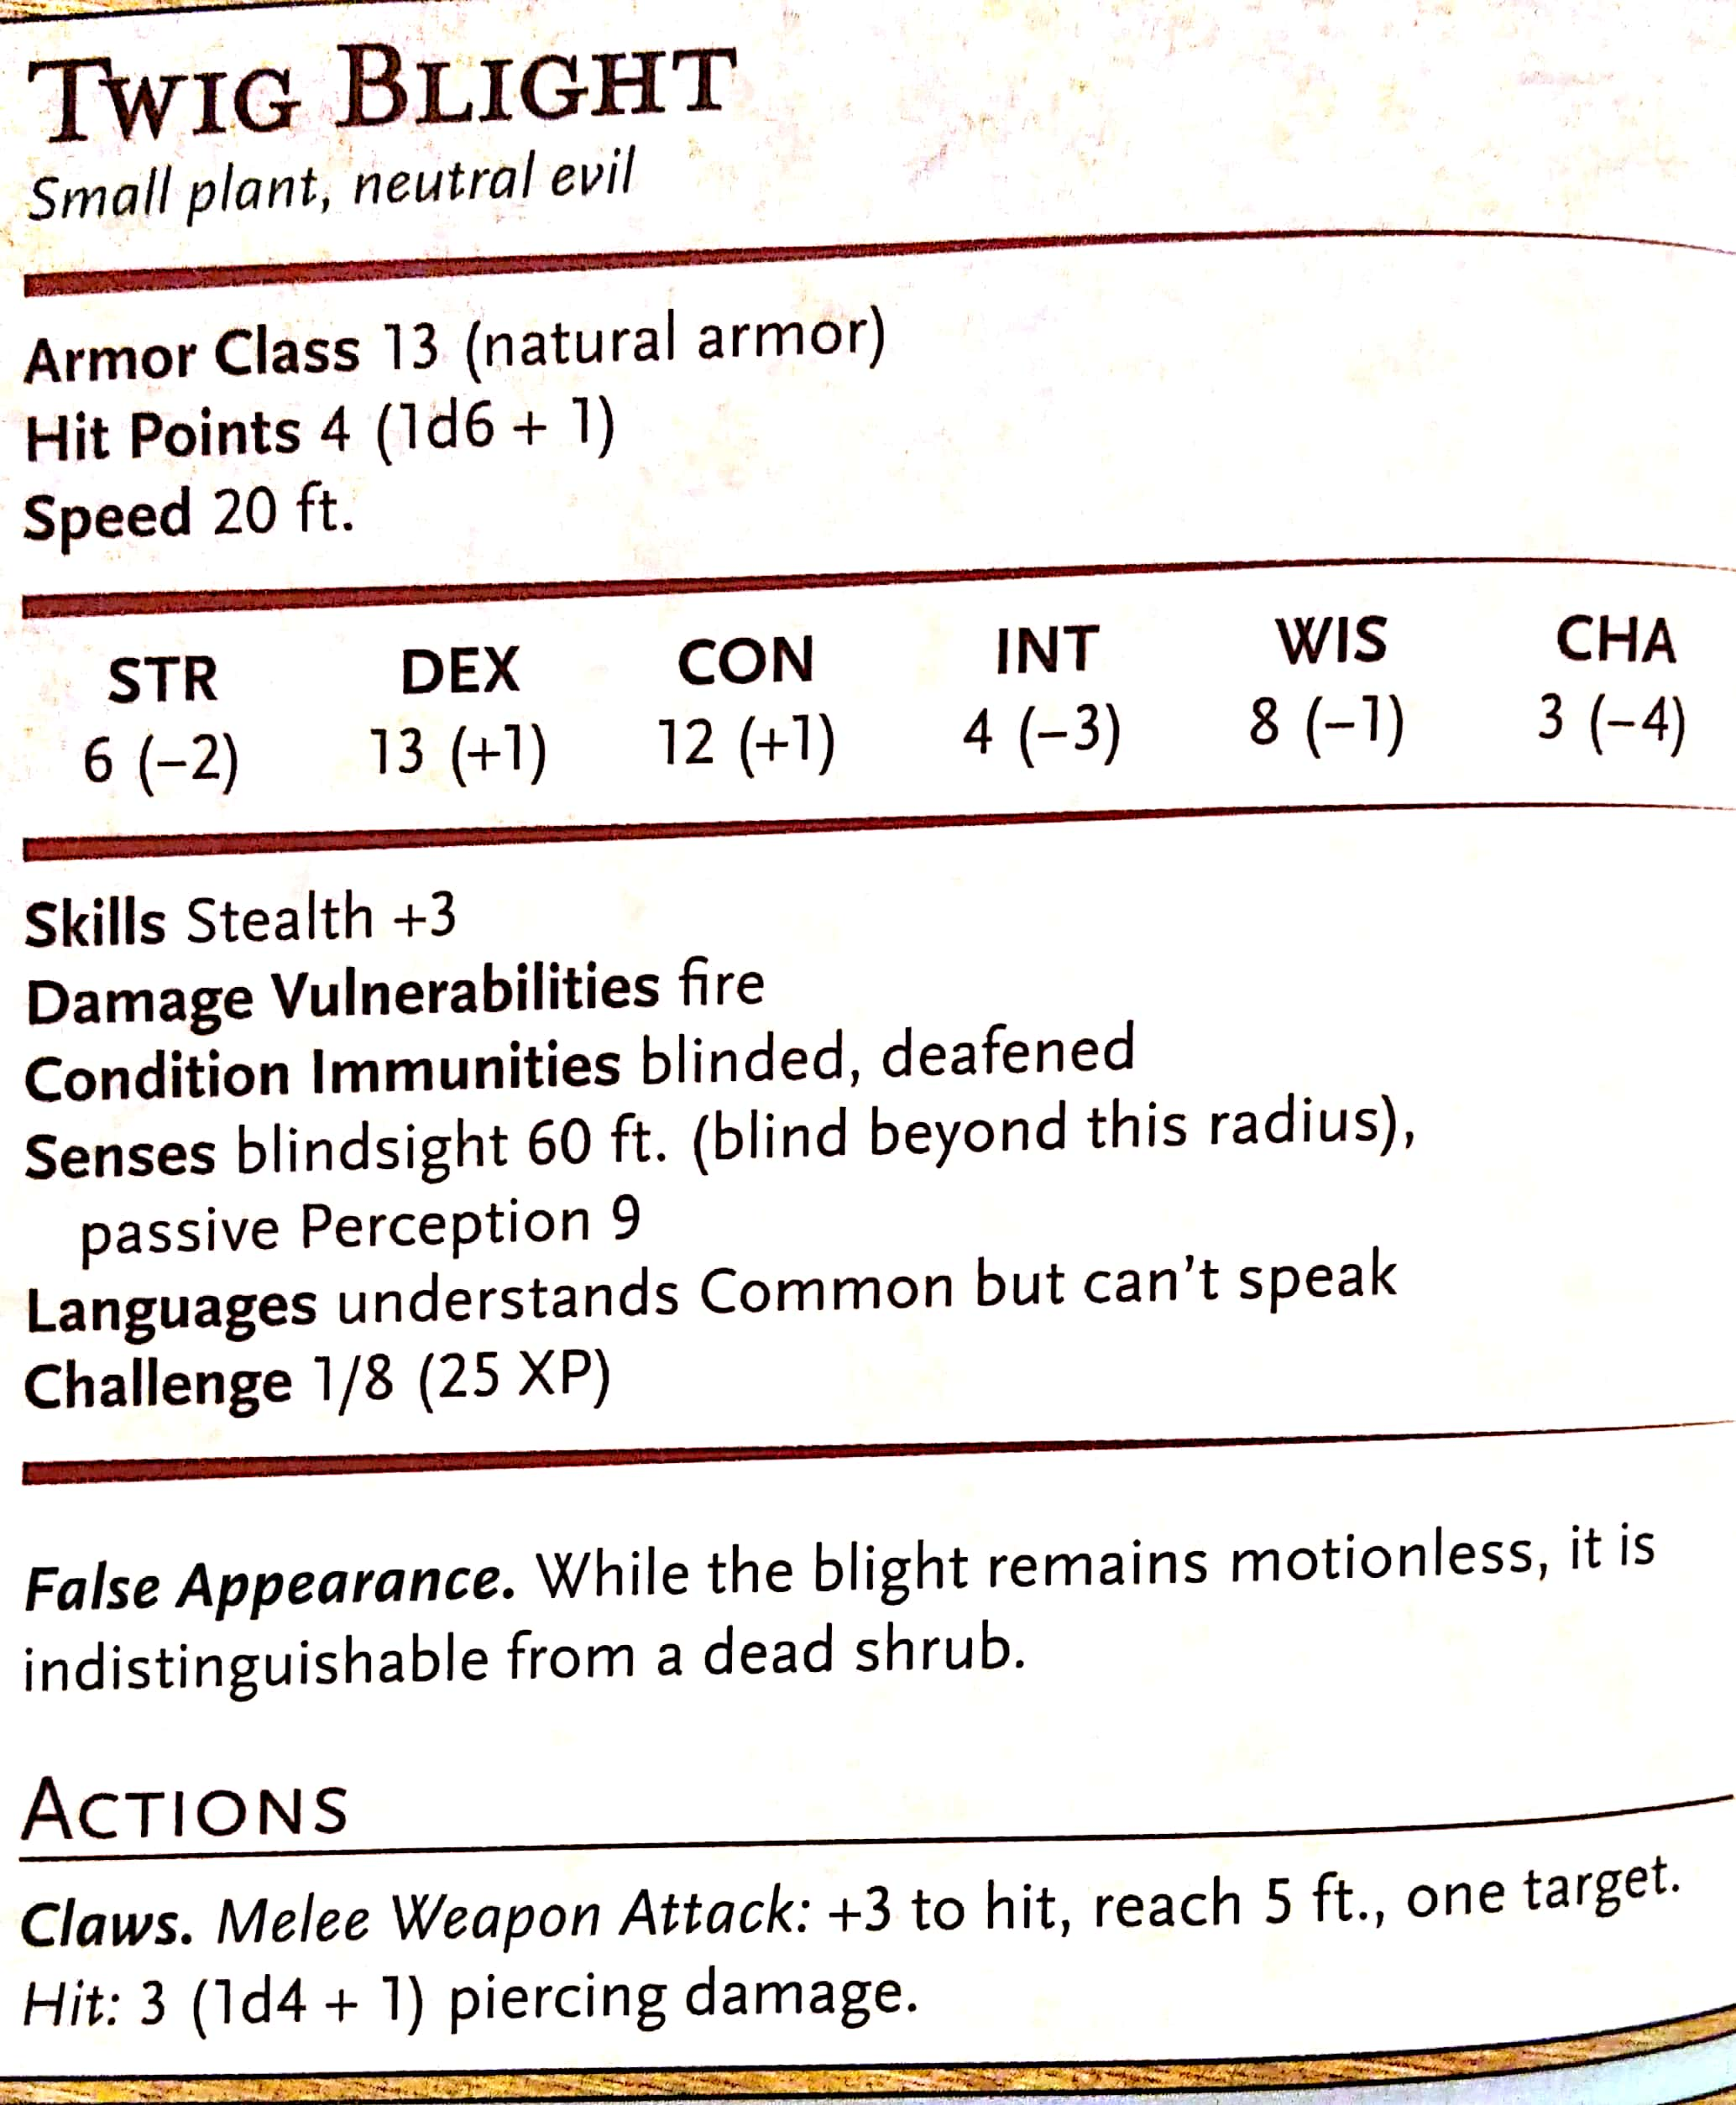 TWIG BLIGHT
Small plant, neutral evil
Armor Class 13 (natural armor)
Hit Points 4 (1d6 + 1)
Speed 20 ft.
STR DEX CON INT WIS CHA
6 (−2) 13 (+1) 12 (+1) 4 (−3) 8 (−1) 3 (−4)
Skills Stealth +3
Damage Vulnerabilities fire
Condition Immunities blinded, deafened
Senses blindsight 60 ft. (blind beyond this radius),
passive Perception 9
Languages understands Common but can't speak
Challenge 1/8 (25 XP)
False Appearance. While the blight remains motionless, it is
indistinguishable from a dead shrub.
ACTIONS
Claws. Melee Weapon Attack: +3 to hit, reach 5 ft., one target.
Hit: 3 (1d4 + 1) piercing damage.